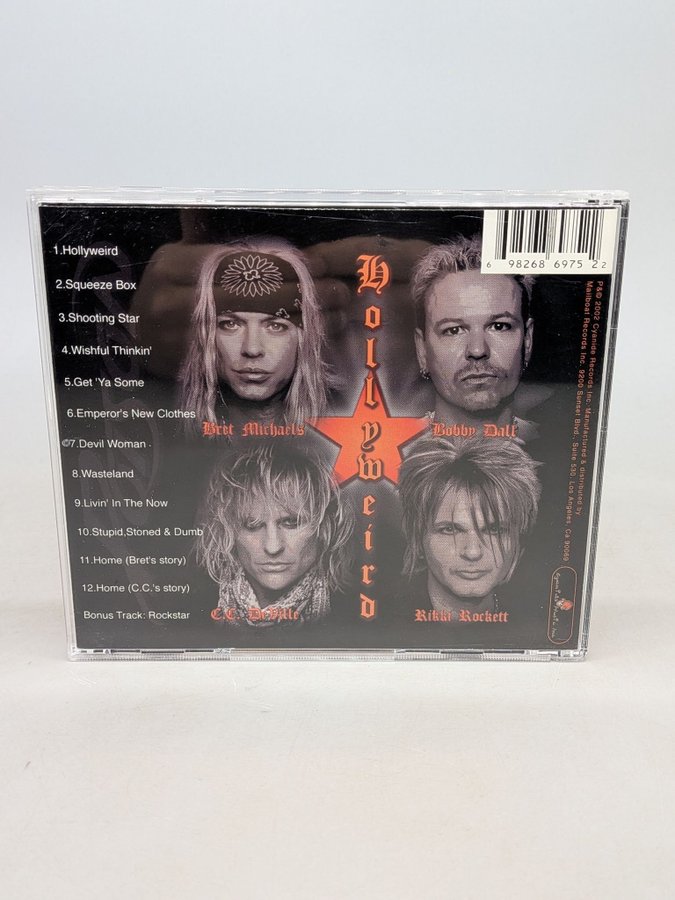 1.Hollyweird
2.Squeeze Box
3.Shooting Star
4.Wishful Thinkin'
5.Get 'Ya Some
6.Emperor's New Clothes
©7.Devil Woman
8.Wasteland
9.Livin' In The Now
10.Stupid,Stoned & Dumb
11.Home (Bret's story)
12.Home (C.C.'s story)
Bonus Track: Rockstar
Hollyweird
Bret Michaels
Bobby Dall
C.C. DeVille
Rikki Rockett
6 98268 6975 2 2
P&© 2002 Cyanide Records Inc. Manufactured & distributed by
Mailboat Records Inc. 9200 Sunset Blvd., Suite 530, Los Angeles, Ca 90069